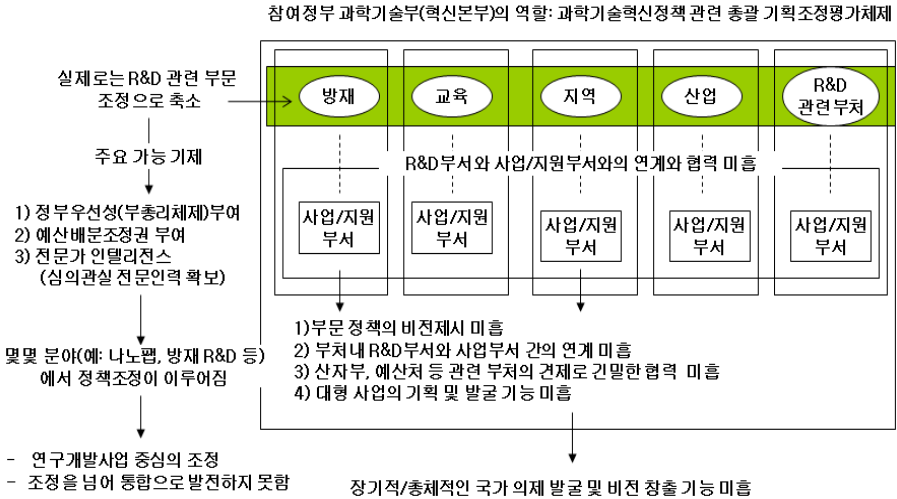 참여정부 과학기술부(혁신본부)의 역할: 과학기술혁신정책 관련 총괄 기획조정평가체제
실제로는 R&D 관련 부문
조정으로 축소
방재
교육
지역
산업
R&D
관련부처
주요 가능 기제
R&D부서와 사업/지원부서와의 연계와 협력 미흡
1) 정부우선성(부총리체제)부여
2) 예산배분조정권 부여
3) 전문가 인텔리전스
(심의관실 전문인력 확보)
사업/지원
부서
사업/지원
부서
사업/지원
부서
사업/지원
부서
사업/지원
부서
몇몇 분야(예: 나노팹, 방재 R&D 등)
에서 정책조정이 이루어짐
1)부문 정책의 비전제시 미흡
2) 부처내 R&D부서와 사업부서 간의 연계 미흡
3) 산자부, 예산처 등 관련 부처의 견제로 긴밀한 협력 미흡
4) 대형 사업의 기획 및 발굴 기능 미흡
- 연구개발사업 중심의 조정
- 조정을 넘어 통합으로 발전하지 못함
장기적/총체적인 국가 의제 발굴 및 비전 창출 기능 미흡